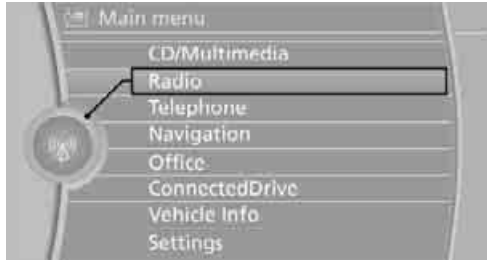 Main menu
CD/Multimedia
Radio
Telephone
Navigation
Office
ConnectedDrive
Vehicle Info
Settings